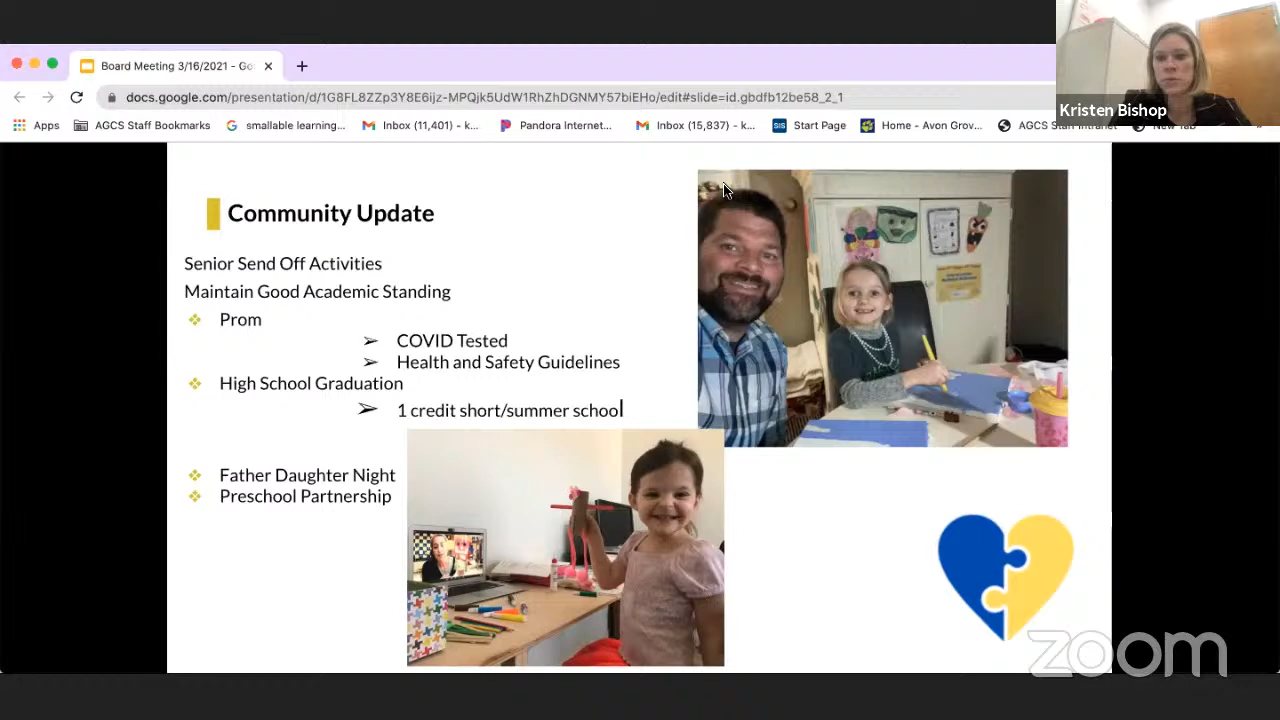 Board Meeting 3/16/2021 - Go
docs.google.com/presentation/d/1G8FL8ZZp3Y8E6ijz-MPQjk5UdW1RhZhDGNMY57biEHo/edit#slide=id.gbdfb12be58_2_1
Kristen Bishop
Apps
AGCS Staff Bookmarks
smallable learning...
Inbox (11,401) – k...
Pandora Internet...
Inbox (15,837) – k...
SIS
Start Page
Home - Avon Grov...
AGCS Staff Intranet
New Tab
Community Update
Senior Send Off Activities
Maintain Good Academic Standing
❖ Prom
➢ COVID Tested
➢ Health and Safety Guidelines
❖ High School Graduation
➢ 1 credit short/summer school
❖ Father Daughter Night
❖ Preschool Partnership
zoom